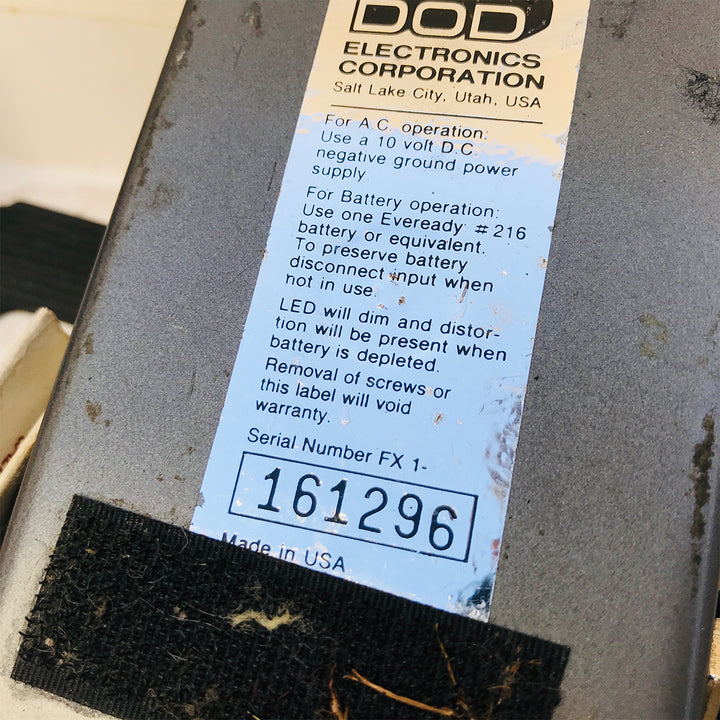 DOD
ELECTRONICS
CORPORATION
Salt Lake City, Utah, USA
For A.C. operation:
Use a 10 volt D.C.
negative ground power
supply
For Battery operation:
Use one Eveready #216
battery or equivalent.
To preserve battery
disconnect input when
not in use.
LED will dim and distor-
tion will be present when
battery is depleted.
Removal of screws or
this label will void
warranty.
Serial Number FX 1-
161296
Made in USA